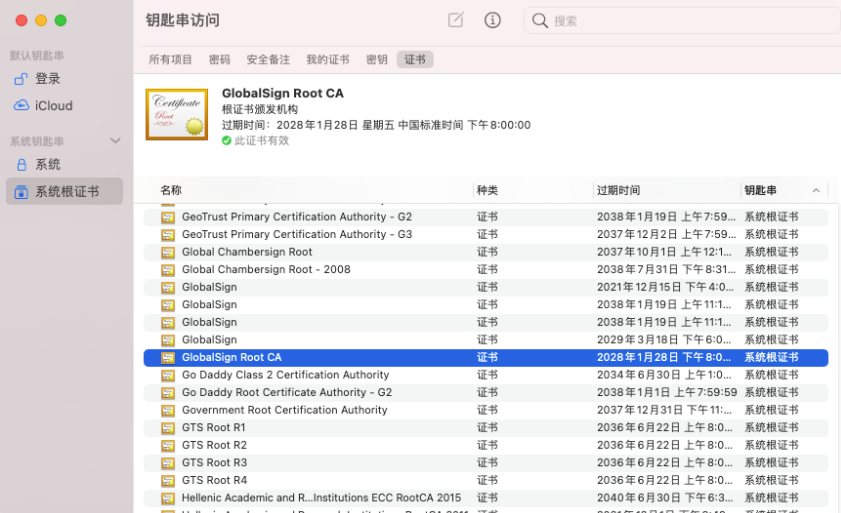 钥匙串访问
搜索
默认钥匙串
登录
iCloud
系统钥匙串
系统
系统根证书
所有项目 密码 安全备注 我的证书 密钥 证书
Certificate
Root
GlobalSign Root CA
根证书颁发机构
过期时间：2028年1月28日 星期五 中国标准时间 下午8:00:00
此证书有效
名称 种类 过期时间 钥匙串
GeoTrust Primary Certification Authority - G2 证书 2038年1月19日 上午7:59... 系统根证书
GeoTrust Primary Certification Authority - G3 证书 2037年12月2日 上午7:59... 系统根证书
Global Chambersign Root 证书 2037年10月1日 上午12:1... 系统根证书
Global Chambersign Root - 2008 证书 2038年7月31日 下午8:31... 系统根证书
GlobalSign 证书 2021年12月15日 下午4:0... 系统根证书
GlobalSign 证书 2038年1月19日 上午11:1... 系统根证书
GlobalSign 证书 2038年1月19日 上午11:1... 系统根证书
GlobalSign 证书 2029年3月18日 下午6:0... 系统根证书
GlobalSign Root CA 证书 2028年1月28日 下午8:0... 系统根证书
Go Daddy Class 2 Certification Authority 证书 2034年6月30日 上午1:0... 系统根证书
Go Daddy Root Certificate Authority - G2 证书 2038年1月1日 上午7:59:59 系统根证书
Government Root Certification Authority 证书 2037年12月31日 下午11:... 系统根证书
GTS Root R1 证书 2036年6月22日 上午8:0... 系统根证书
GTS Root R2 证书 2036年6月22日 上午8:0... 系统根证书
GTS Root R3 证书 2036年6月22日 上午8:0... 系统根证书
GTS Root R4 证书 2036年6月22日 上午8:0... 系统根证书
Hellenic Academic and R...Institutions ECC RootCA 2015 证书 2040年6月30日 下午6:3... 系统根证书